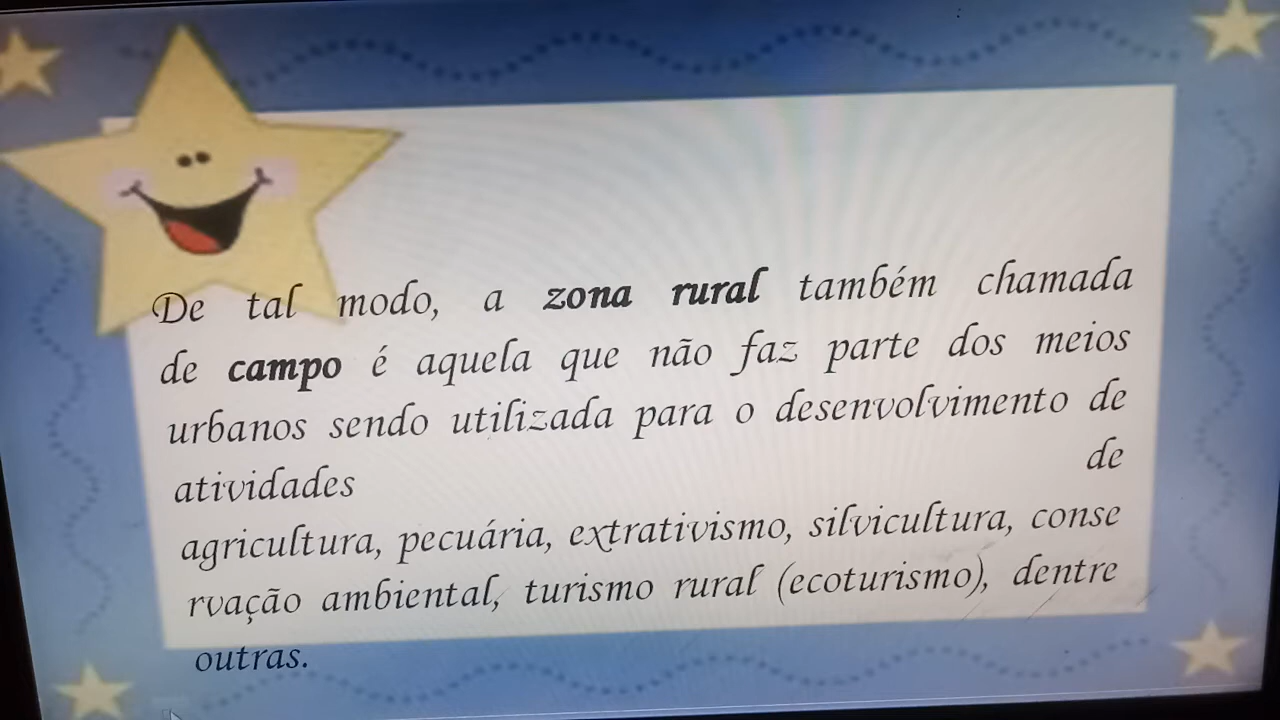 De tal modo, a zona rural também chamada
de campo é aquela que não faz parte dos meios
urbanos sendo utilizada para o desenvolvimento de
atividades de
agricultura, pecuária, extrativismo, silvicultura, conse
rvação ambiental, turismo rural (ecoturismo), dentre
outras.